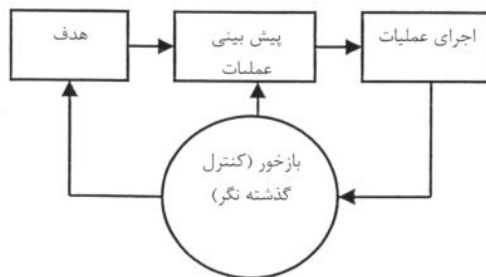 هدف
پیش بینی
عملیات
اجرای عملیات
بازخور (کنترل
گذشته نگر)